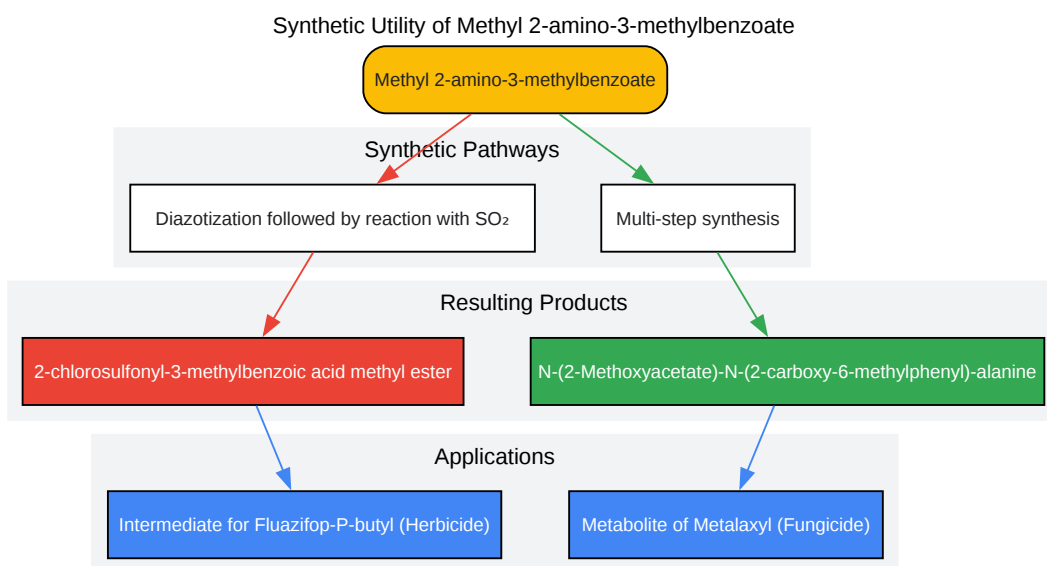 Synthetic Utility of Methyl 2-amino-3-methylbenzoate
Methyl 2-amino-3-methylbenzoate
Synthetic Pathways
Diazotization followed by reaction with SO₂
Multi-step synthesis
Resulting Products
2-chlorosulfonyl-3-methylbenzoic acid methyl ester
N-(2-Methoxyacetate)-N-(2-carboxy-6-methylphenyl)-alanine
Applications
Intermediate for Fluazifop-P-butyl (Herbicide)
Metabolite of Metalaxyl (Fungicide)